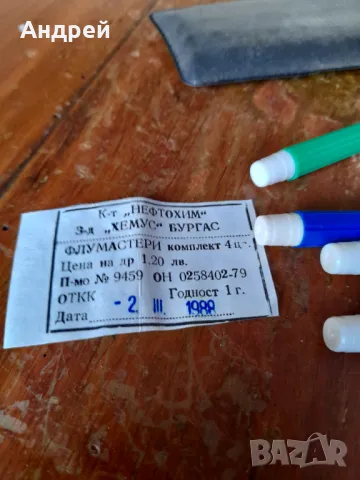 Андрей
К-т „НЕФТОХИМ“
З-д „ХЕМУС“ БУРГАС
ФЛУМАСТЕРИ комплект 4 цв.
Цена на др 1.20 лв.
П-мо № 9459 ОН 0258402-79
ОТКК Годност 1 г.
Дата - 2. III. 1988
BAZAR